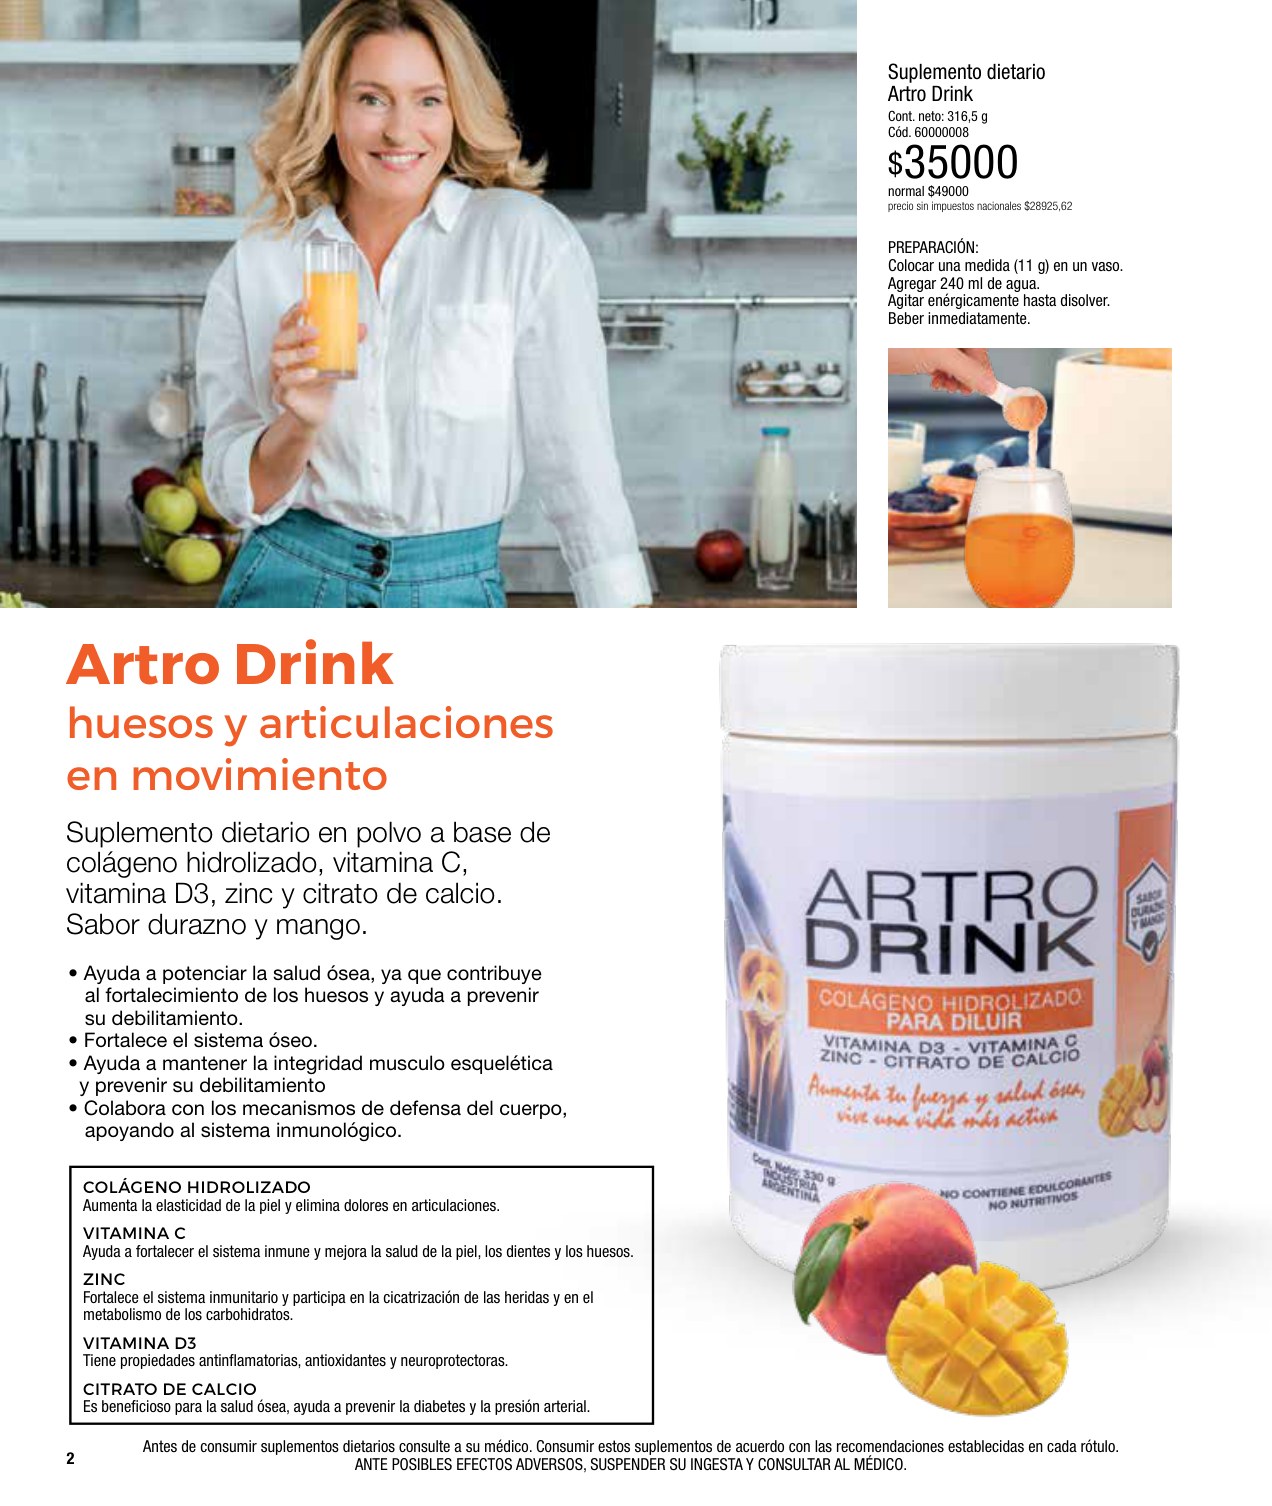 Suplemento dietario
Artro Drink
Cont. neto: 316,5 g
Cód. 60000008
$35000
normal $49000
precio sin impuestos nacionales $28925,62
PREPARACIÓN:
Colocar una medida (11 g) en un vaso.
Agregar 240 ml de agua.
Agitar enérgicamente hasta disolver.
Beber inmediatamente.
Artro Drink
huesos y articulaciones
en movimiento
Suplemento dietario en polvo a base de
colágeno hidrolizado, vitamina C,
vitamina D3, zinc y citrato de calcio.
Sabor durazno y mango.
• Ayuda a potenciar la salud ósea, ya que contribuye
al fortalecimiento de los huesos y ayuda a prevenir
su debilitamiento.
• Fortalece el sistema óseo.
• Ayuda a mantener la integridad musculo esquelética
y prevenir su debilitamiento
• Colabora con los mecanismos de defensa del cuerpo,
apoyando al sistema inmunológico.
COLÁGENO HIDROLIZADO
Aumenta la elasticidad de la piel y elimina dolores en articulaciones.
VITAMINA C
Ayuda a fortalecer el sistema inmune y mejora la salud de la piel, los dientes y los huesos.
ZINC
Fortalece el sistema inmunitario y participa en la cicatrización de las heridas y en el
metabolismo de los carbohidratos.
VITAMINA D3
Tiene propiedades antinflamatorias, antioxidantes y neuroprotectoras.
CITRATO DE CALCIO
Es beneficioso para la salud ósea, ayuda a prevenir la diabetes y la presión arterial.
ARTRO
DRINK
COLÁGENO HIDROLIZADO
PARA DILUIR
VITAMINA D3 - VITAMINA C
ZINC - CITRATO DE CALCIO
Aumenta tu fuerza y salud ósea,
vive una vida más activa
SABOR
DURAZNO
Y MANGO
Cont. Neto: 330 g
INDUSTRIA
ARGENTINA
NO CONTIENE EDULCORANTES
NO NUTRITIVOS
Antes de consumir suplementos dietarios consulte a su médico. Consumir estos suplementos de acuerdo con las recomendaciones establecidas en cada rótulo.
ANTE POSIBLES EFECTOS ADVERSOS, SUSPENDER SU INGESTA Y CONSULTAR AL MÉDICO.
2